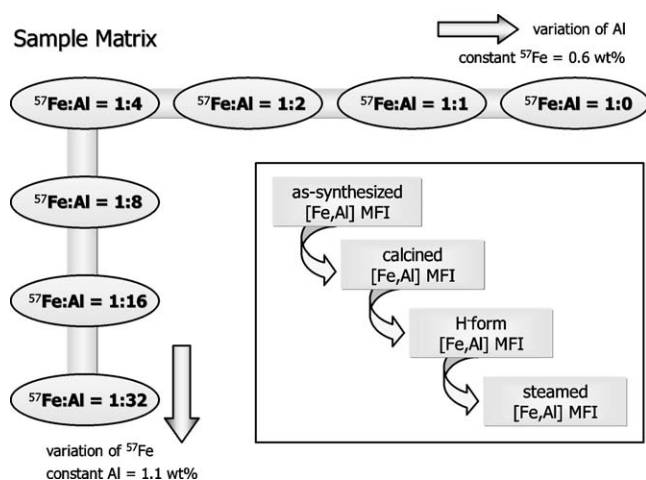 Sample Matrix
variation of Al
constant ⁵⁷Fe = 0.6 wt%
⁵⁷Fe:Al = 1:4
⁵⁷Fe:Al = 1:2
⁵⁷Fe:Al = 1:1
⁵⁷Fe:Al = 1:0
⁵⁷Fe:Al = 1:8
⁵⁷Fe:Al = 1:16
⁵⁷Fe:Al = 1:32
variation of ⁵⁷Fe
constant Al = 1.1 wt%
as-synthesized
[Fe,Al] MFI
calcined
[Fe,Al] MFI
H-form
[Fe,Al] MFI
steamed
[Fe,Al] MFI